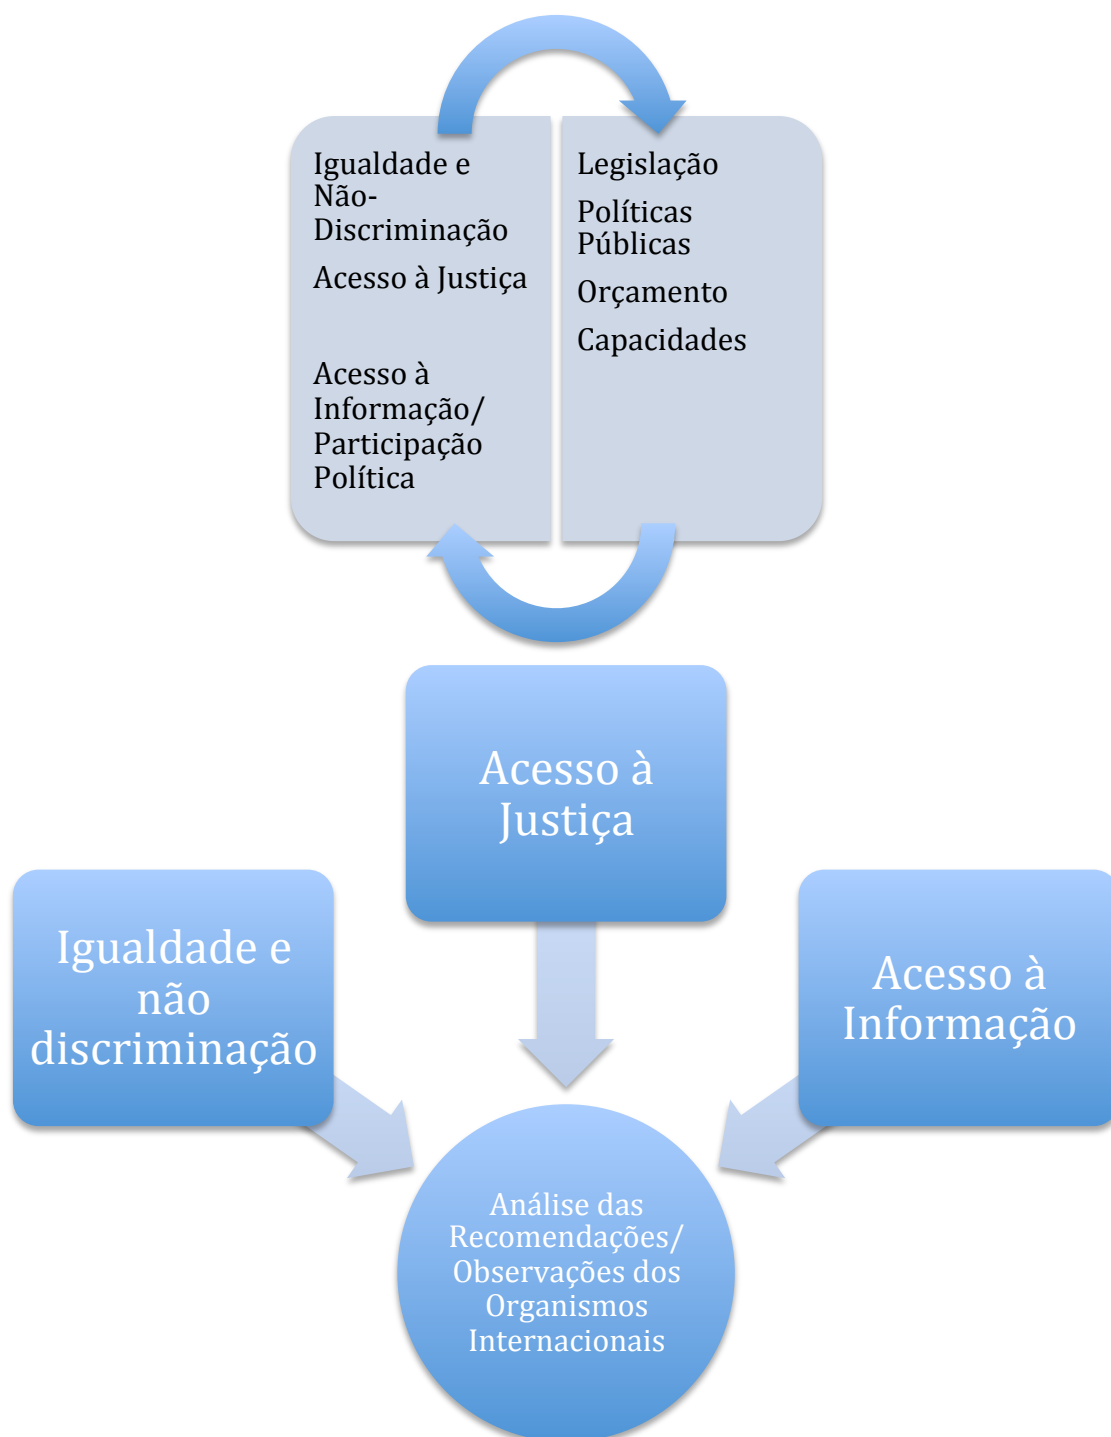 Igualdade e
Não-
Discriminação
Acesso à Justiça
Acesso à
Informação/
Participação
Política
Legislação
Políticas
Públicas
Orçamento
Capacidades
Acesso à
Justiça
Igualdade e
não
discriminação
Acesso à
Informação
Análise das
Recomendações/
Observações dos
Organismos
Internacionais